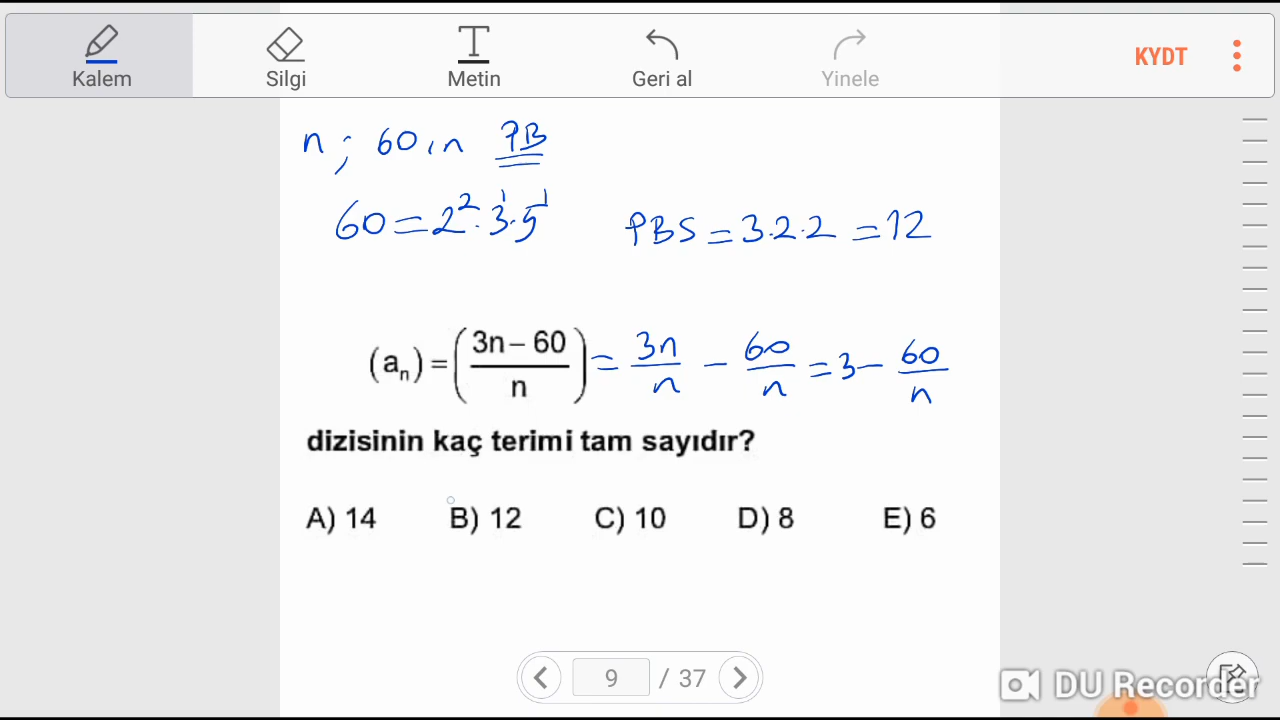 Kalem Silgi Metin Geri al Yinele KYDT
n ; 60 ın PB
60 = 2². 3¹. 5¹ PBS = 3.2.2 = 12
(aₙ) = (3n – 60 / n) = 3n/n – 60/n = 3 – 60/n
dizisinin kaç terimi tam sayıdır?
A) 14 B) 12 C) 10 D) 8 E) 6
9 / 37
DU Recorder